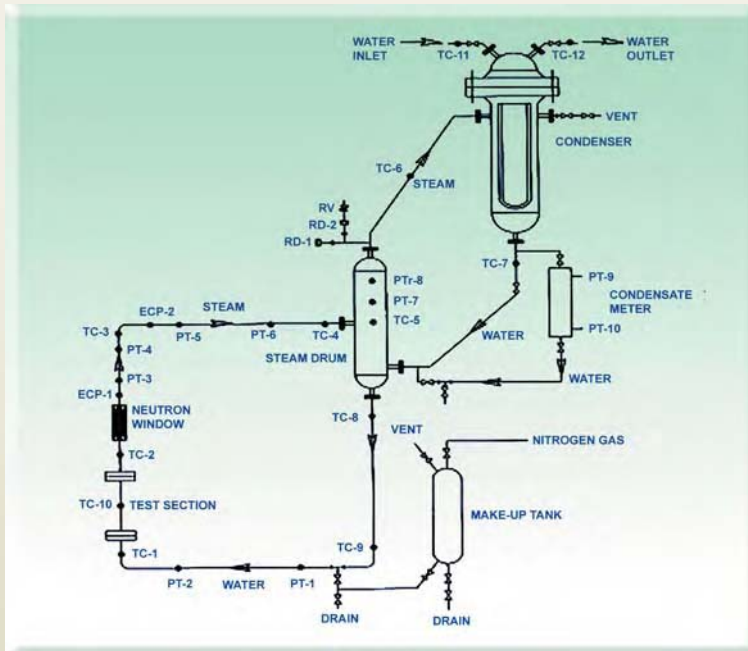 WATER
INLET
TC-11
TC-12
WATER
OUTLET
VENT
CONDENSER
TC-6
STEAM
RV
RD-2
RD-1
TC-7
PT-9
CONDENSATE
METER
PT-10
PTr-8
PT-7
TC-5
ECP-2
STEAM
TC-3
PT-5
PT-6
TC-4
PT-4
STEAM DRUM
WATER
WATER
PT-3
ECP-1
NEUTRON
WINDOW
TC-8
VENT
NITROGEN GAS
TC-2
TC-10
TEST SECTION
MAKE-UP TANK
TC-1
TC-9
PT-2
WATER
PT-1
DRAIN
DRAIN